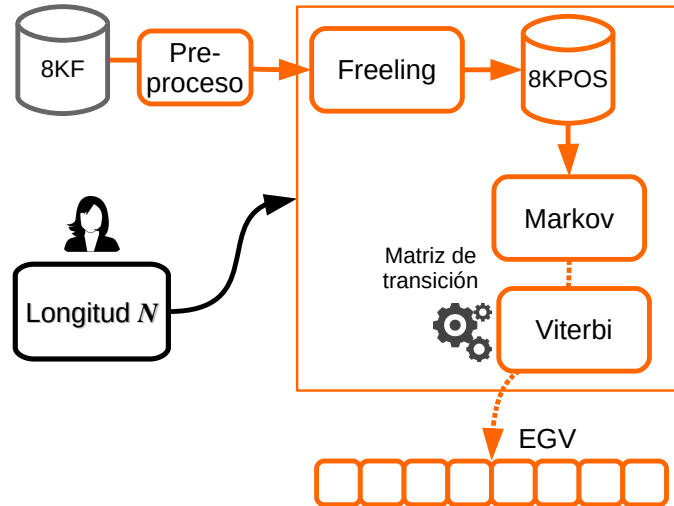 8KF
Pre-
proceso
Freeling
8KPOS
Markov
Matriz de
transición
Longitud N
Viterbi
EGV